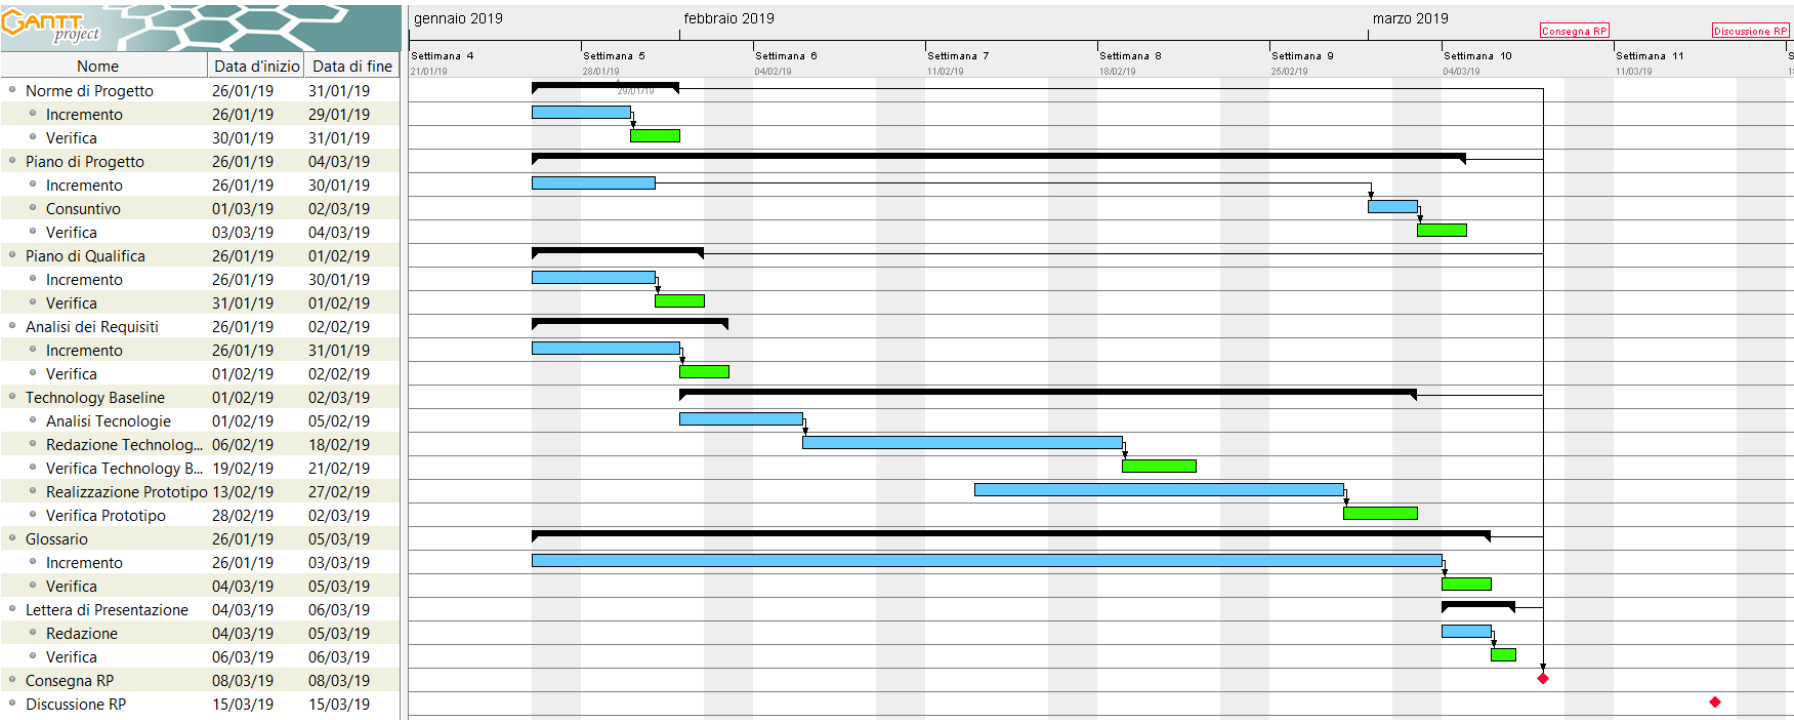 GANTT
project
gennaio 2019 febbraio 2019 marzo 2019
Consegna RP Discussione RP
Settimana 4 Settimana 5 Settimana 6 Settimana 7 Settimana 8 Settimana 9 Settimana 10 Settimana 11 S
Nome Data d'inizio Data di fine
21/01/19 28/01/19 04/02/19 11/02/19 18/02/19 25/02/19 04/03/19 11/03/19
Norme di Progetto 26/01/19 31/01/19
29/01/19
Incremento 26/01/19 29/01/19
Verifica 30/01/19 31/01/19
Piano di Progetto 26/01/19 04/03/19
Incremento 26/01/19 30/01/19
Consuntivo 01/03/19 02/03/19
Verifica 03/03/19 04/03/19
Piano di Qualifica 26/01/19 01/02/19
Incremento 26/01/19 30/01/19
Verifica 31/01/19 01/02/19
Analisi dei Requisiti 26/01/19 02/02/19
Incremento 26/01/19 31/01/19
Verifica 01/02/19 02/02/19
Technology Baseline 01/02/19 02/03/19
Analisi Tecnologie 01/02/19 05/02/19
Redazione Technolog... 06/02/19 18/02/19
Verifica Technology B... 19/02/19 21/02/19
Realizzazione Prototipo 13/02/19 27/02/19
Verifica Prototipo 28/02/19 02/03/19
Glossario 26/01/19 05/03/19
Incremento 26/01/19 03/03/19
Verifica 04/03/19 05/03/19
Lettera di Presentazione 04/03/19 06/03/19
Redazione 04/03/19 05/03/19
Verifica 06/03/19 06/03/19
Consegna RP 08/03/19 08/03/19
Discussione RP 15/03/19 15/03/19